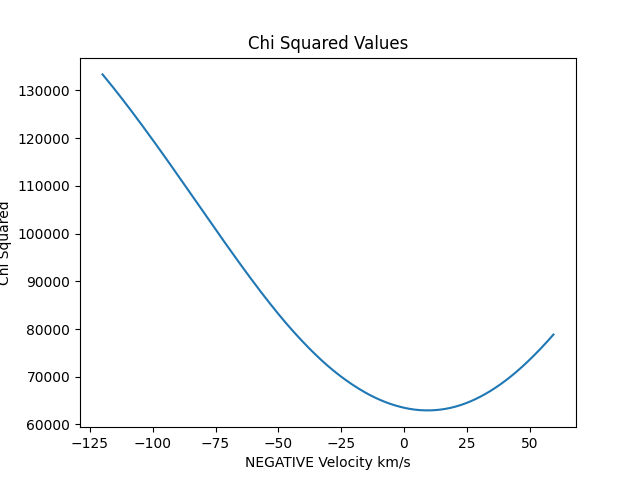 Chi Squared Values
130000
120000
110000
100000
90000
80000
70000
60000
Chi Squared
−125 −100 −75 −50 −25 0 25 50
NEGATIVE Velocity km/s